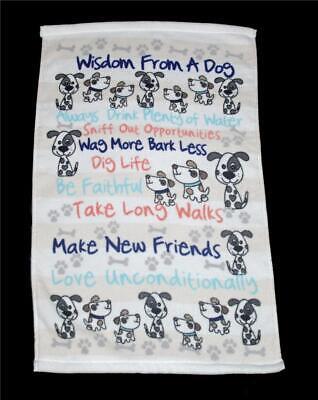 Wisdom From A Dog
Always Drink Plenty of Water
Sniff Out Opportunities
Wag More Bark Less
Dig Life
Be Faithful
Take Long Walks
Make New Friends
Love Unconditionally